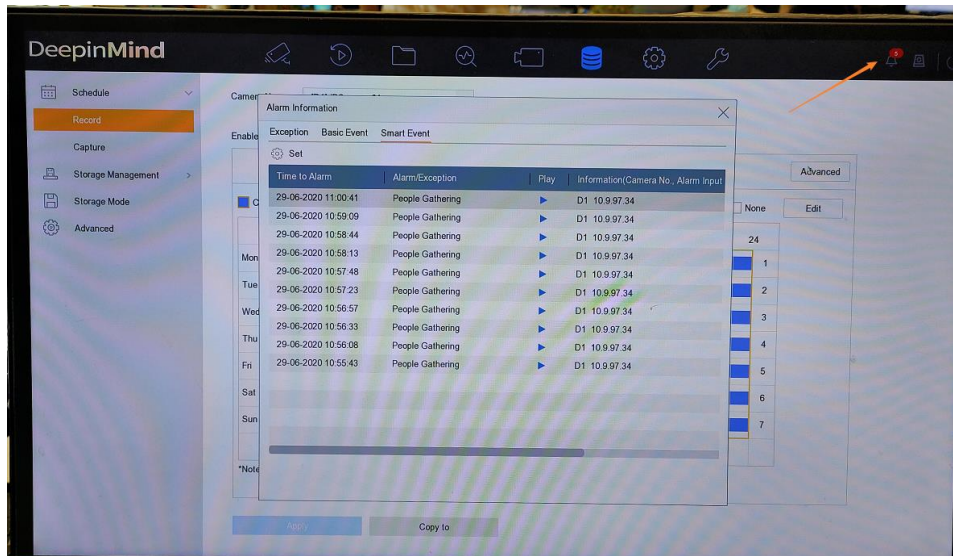 DeepinMind
5
Schedule
Record
Capture
Storage Management
Storage Mode
Advanced
Enable
Alarm Information
Exception Basic Event Smart Event
Set
Time to Alarm Alarm/Exception Play Information(Camera No., Alarm Input
29-06-2020 11:00:41 People Gathering D1 10.9.97.34
29-06-2020 10:59:09 People Gathering D1 10.9.97.34
29-06-2020 10:58:44 People Gathering D1 10.9.97.34
29-06-2020 10:58:13 People Gathering D1 10.9.97.34
29-06-2020 10:57:48 People Gathering D1 10.9.97.34
29-06-2020 10:57:23 People Gathering D1 10.9.97.34
29-06-2020 10:56:57 People Gathering D1 10.9.97.34
29-06-2020 10:56:33 People Gathering D1 10.9.97.34
29-06-2020 10:56:08 People Gathering D1 10.9.97.34
29-06-2020 10:55:43 People Gathering D1 10.9.97.34
Advanced
None Edit
24
Mon 1
Tue 2
Wed 3
Thu 4
Fri 5
Sat 6
Sun 7
*Note
Apply Copy to